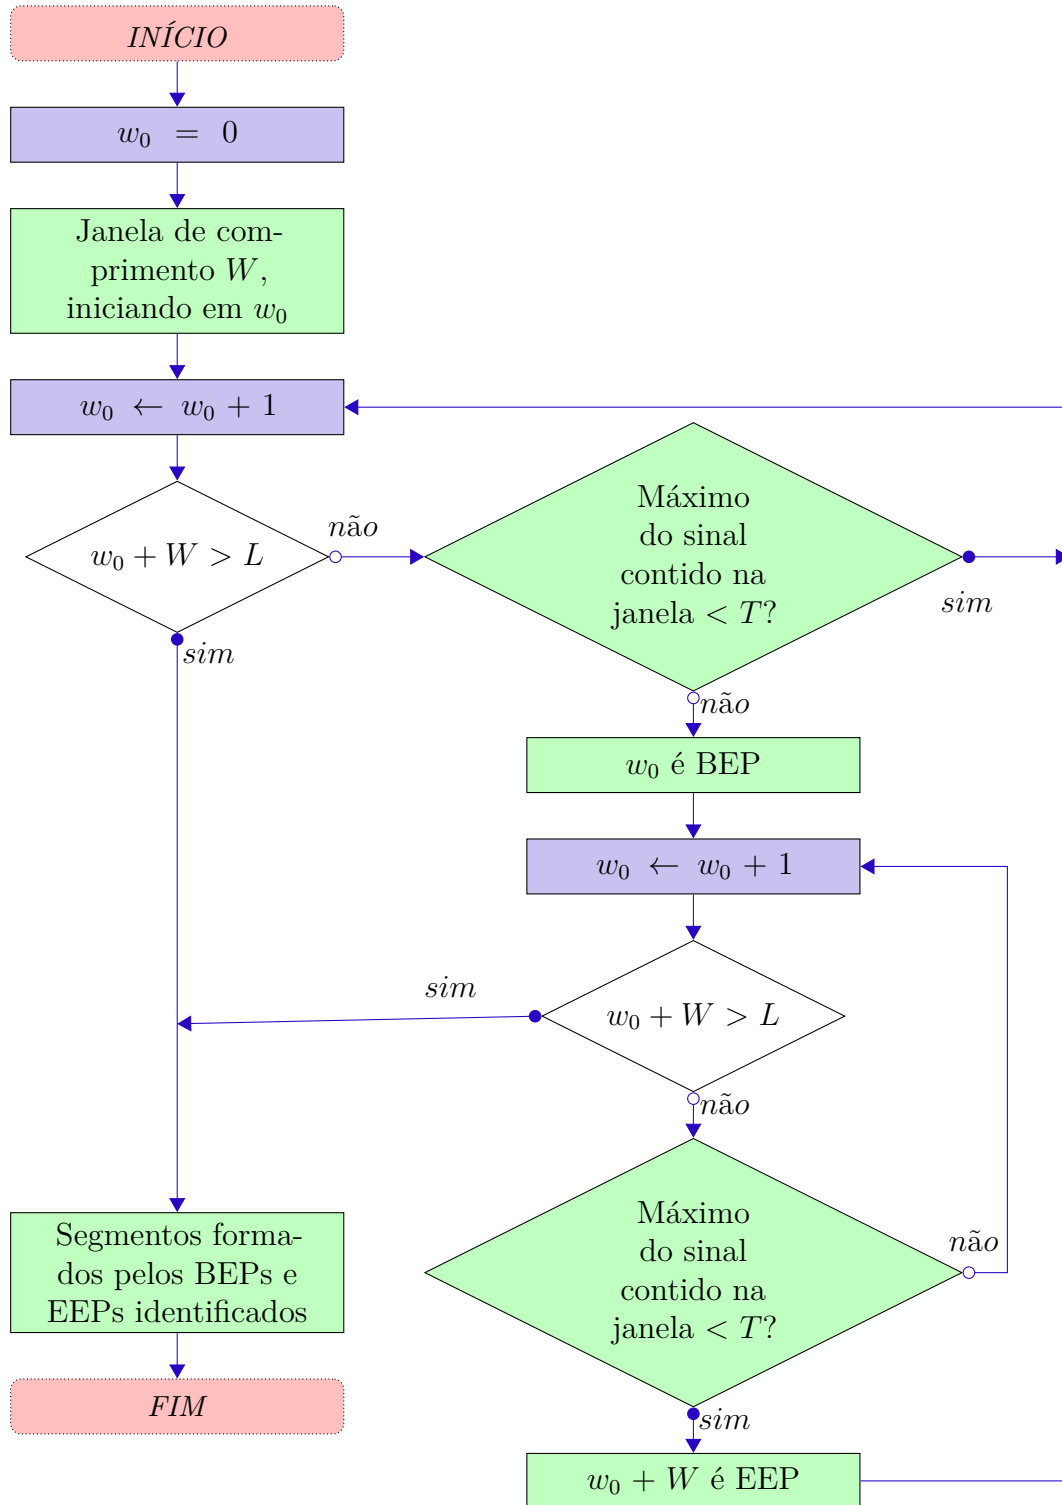 INÍCIO
w₀ = 0
Janela de com-
primento W,
iniciando em w₀
w₀ ← w₀ + 1
w₀ + W > L
não
sim
Máximo
do sinal
contido na
janela < T?
sim
não
w₀ é BEP
w₀ ← w₀ + 1
w₀ + W > L
sim
não
Máximo
do sinal
contido na
janela < T?
não
sim
w₀ + W é EEP
Segmentos forma-
dos pelos BEPs e
EEPs identificados
FIM